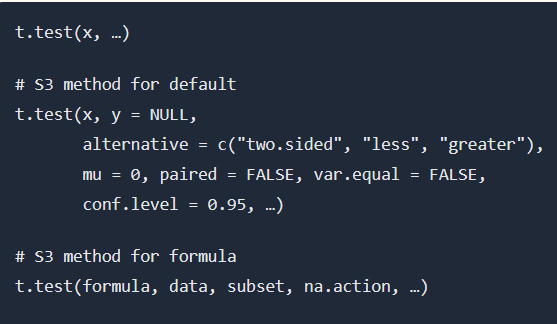 t.test(x, …)
# S3 method for default
t.test(x, y = NULL,
alternative = c("two.sided", "less", "greater"),
mu = 0, paired = FALSE, var.equal = FALSE,
conf.level = 0.95, …)
# S3 method for formula
t.test(formula, data, subset, na.action, …)